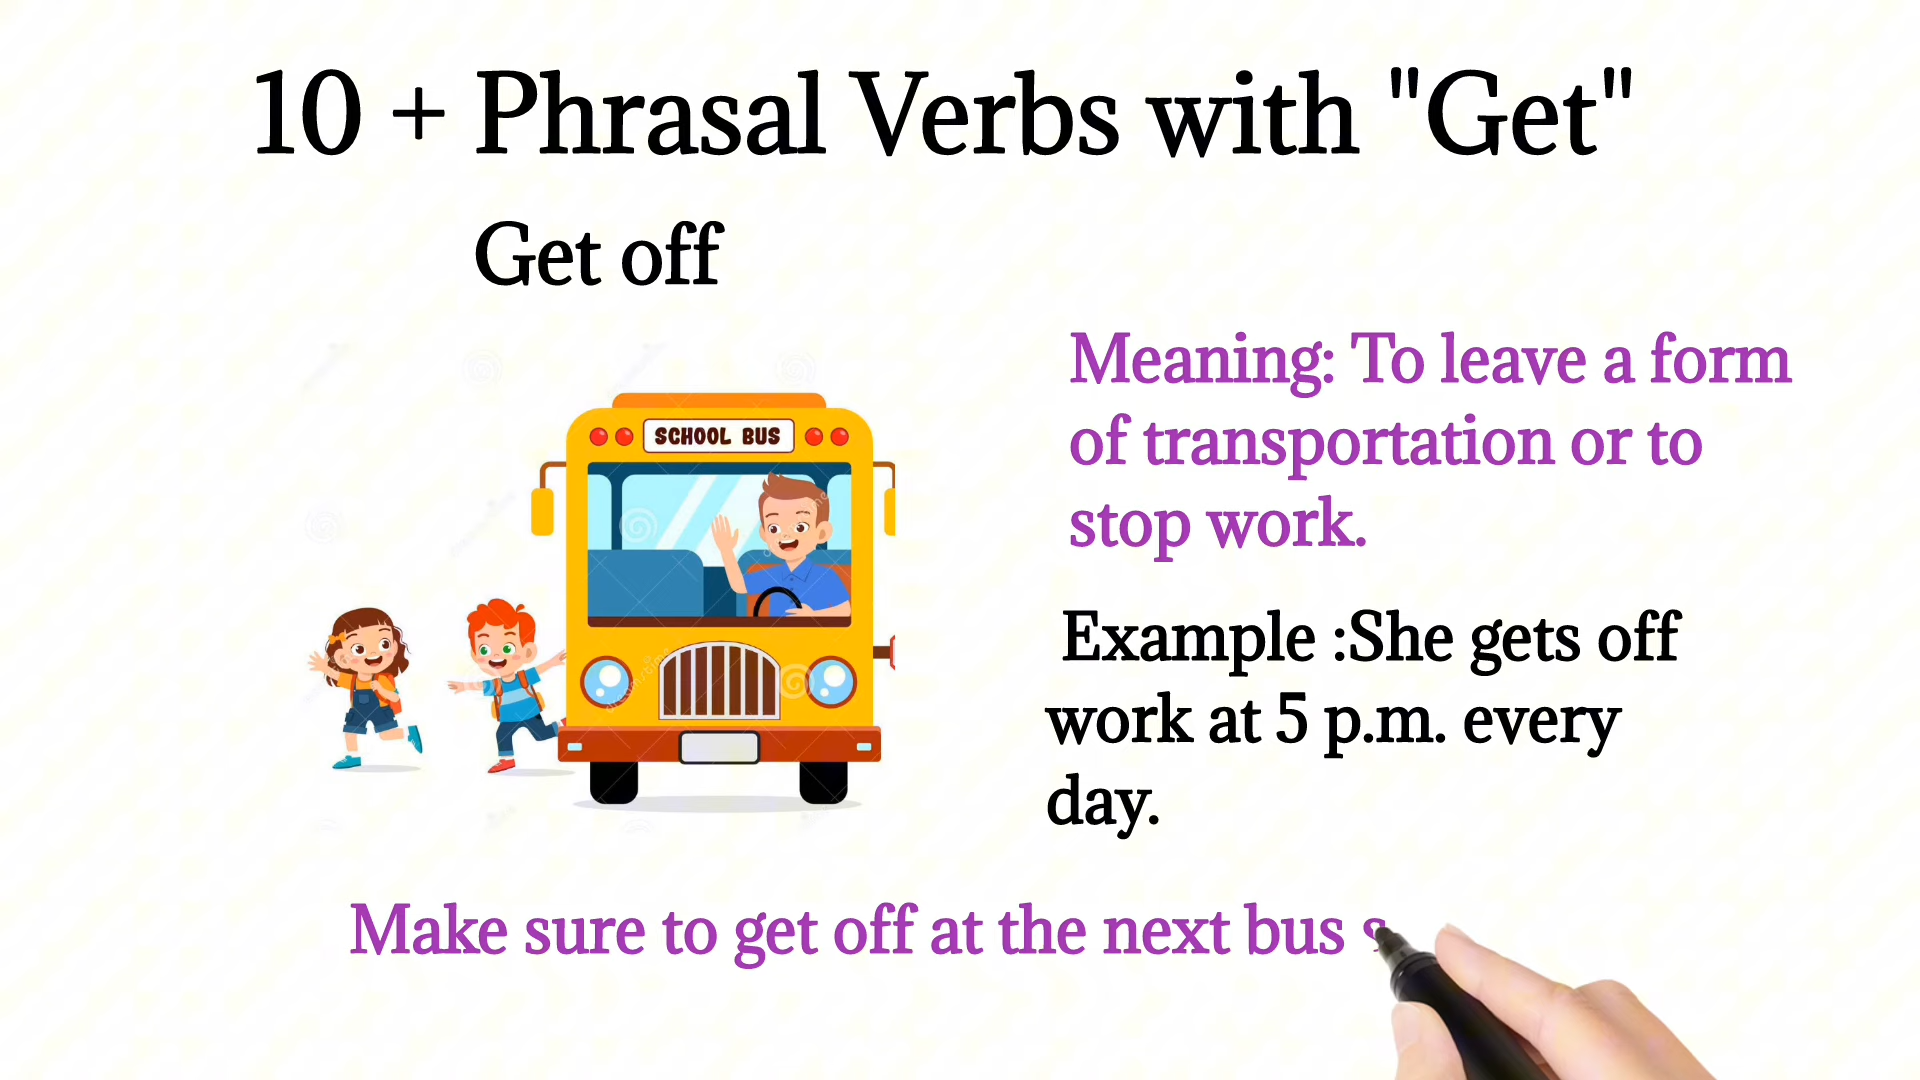 10 + Phrasal Verbs with "Get"
Get off
SCHOOL BUS
Meaning: To leave a form
of transportation or to
stop work.
Example :She gets off
work at 5 p.m. every
day.
Make sure to get off at the next bus s